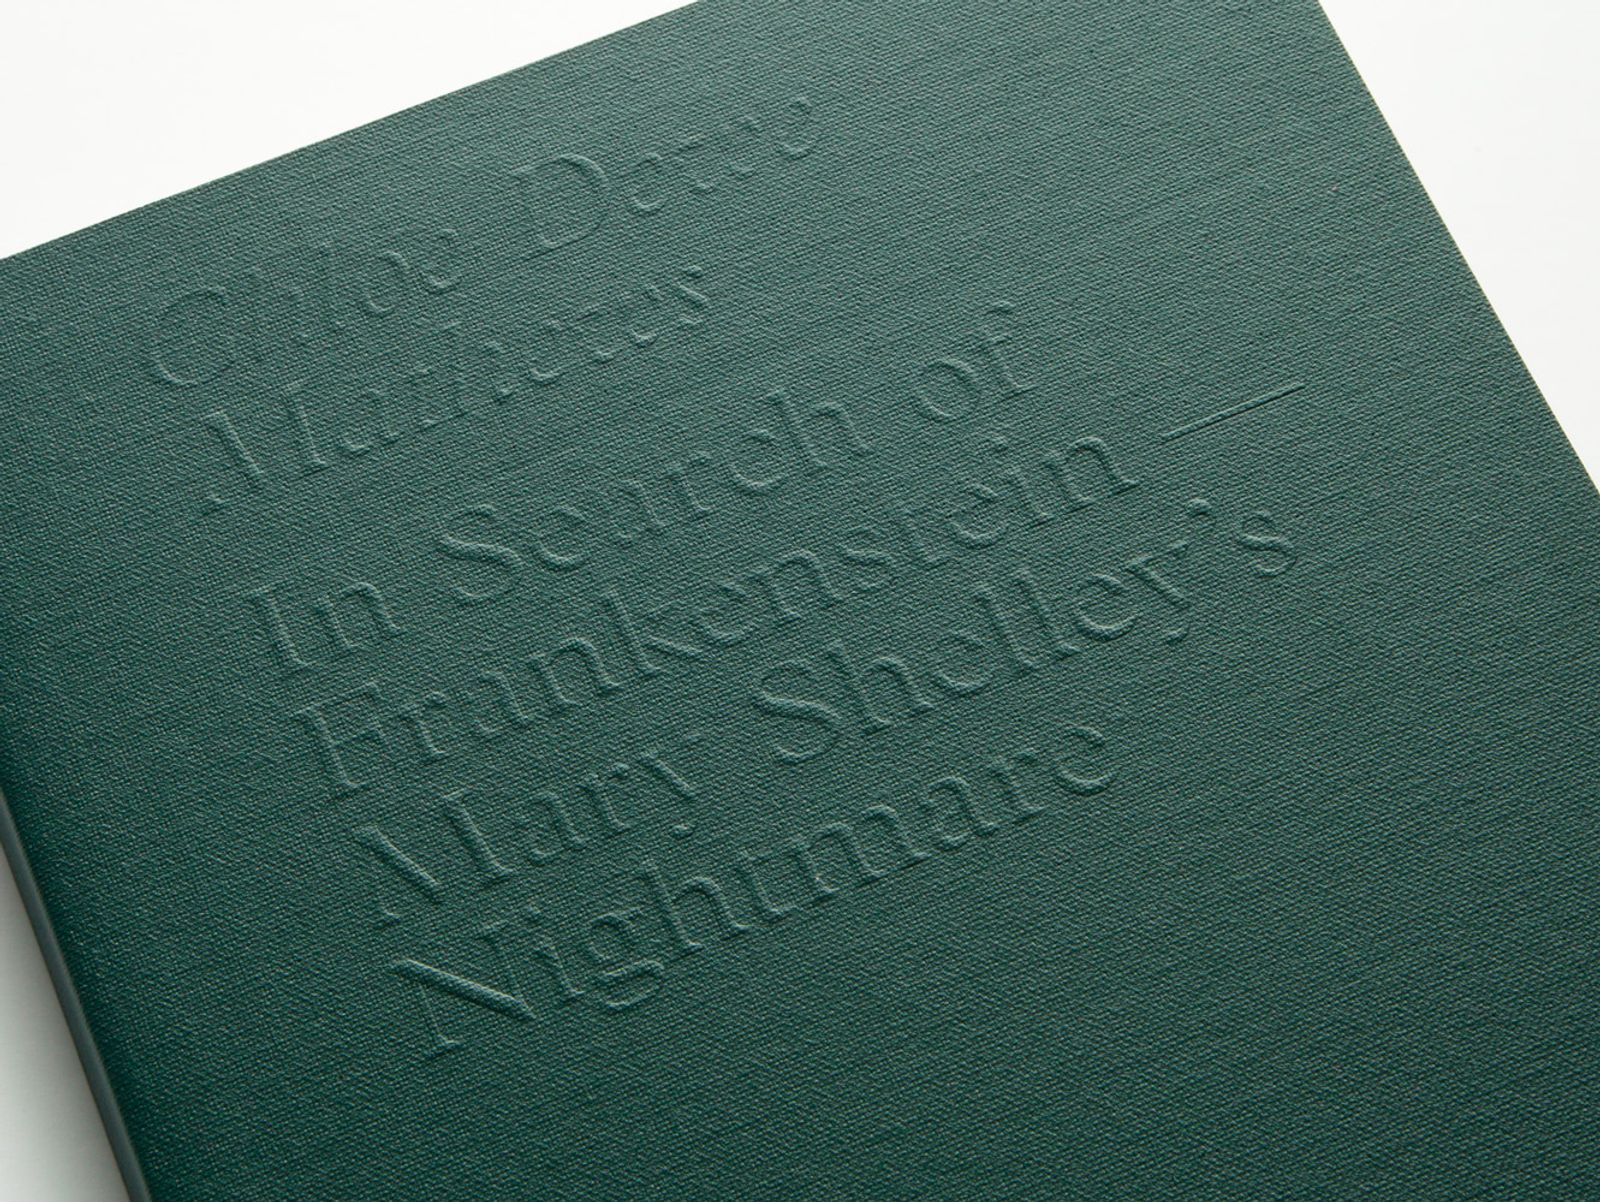 Chloe Dewe
Mathews
In Search of
Frankenstein —
Mary Shelley's
Nightmare